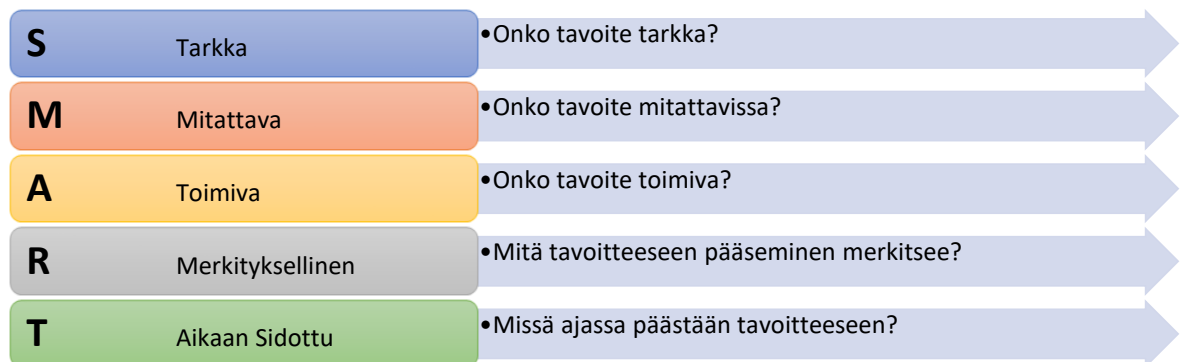 S Tarkka •Onko tavoite tarkka?
M Mitattava •Onko tavoite mitattavissa?
A Toimiva •Onko tavoite toimiva?
R Merkityksellinen •Mitä tavoitteeseen pääseminen merkitsee?
T Aikaan Sidottu •Missä ajassa päästään tavoitteeseen?